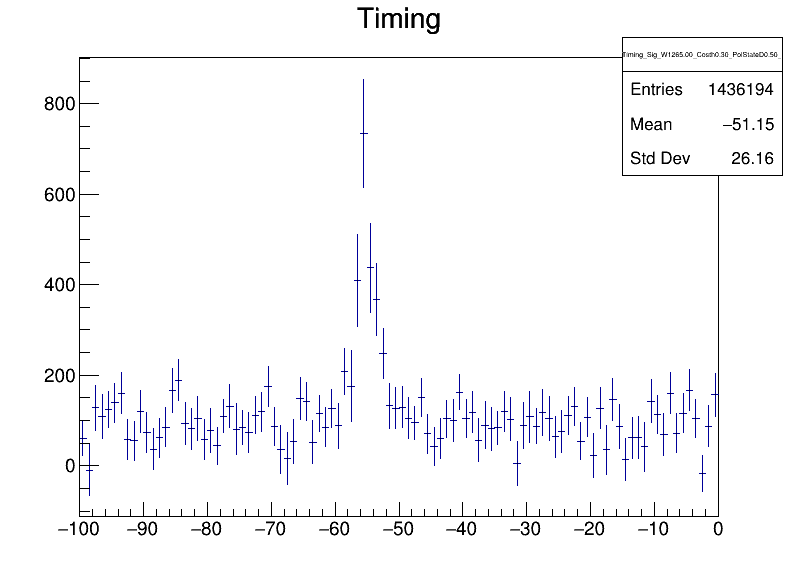 Timing
Timing_Sig_W1265.00_Costh0.30_PolStateD0.50_
Entries 1436194
Mean −51.15
Std Dev 26.16
800
600
400
200
0
−100 −90 −80 −70 −60 −50 −40 −30 −20 −10 0